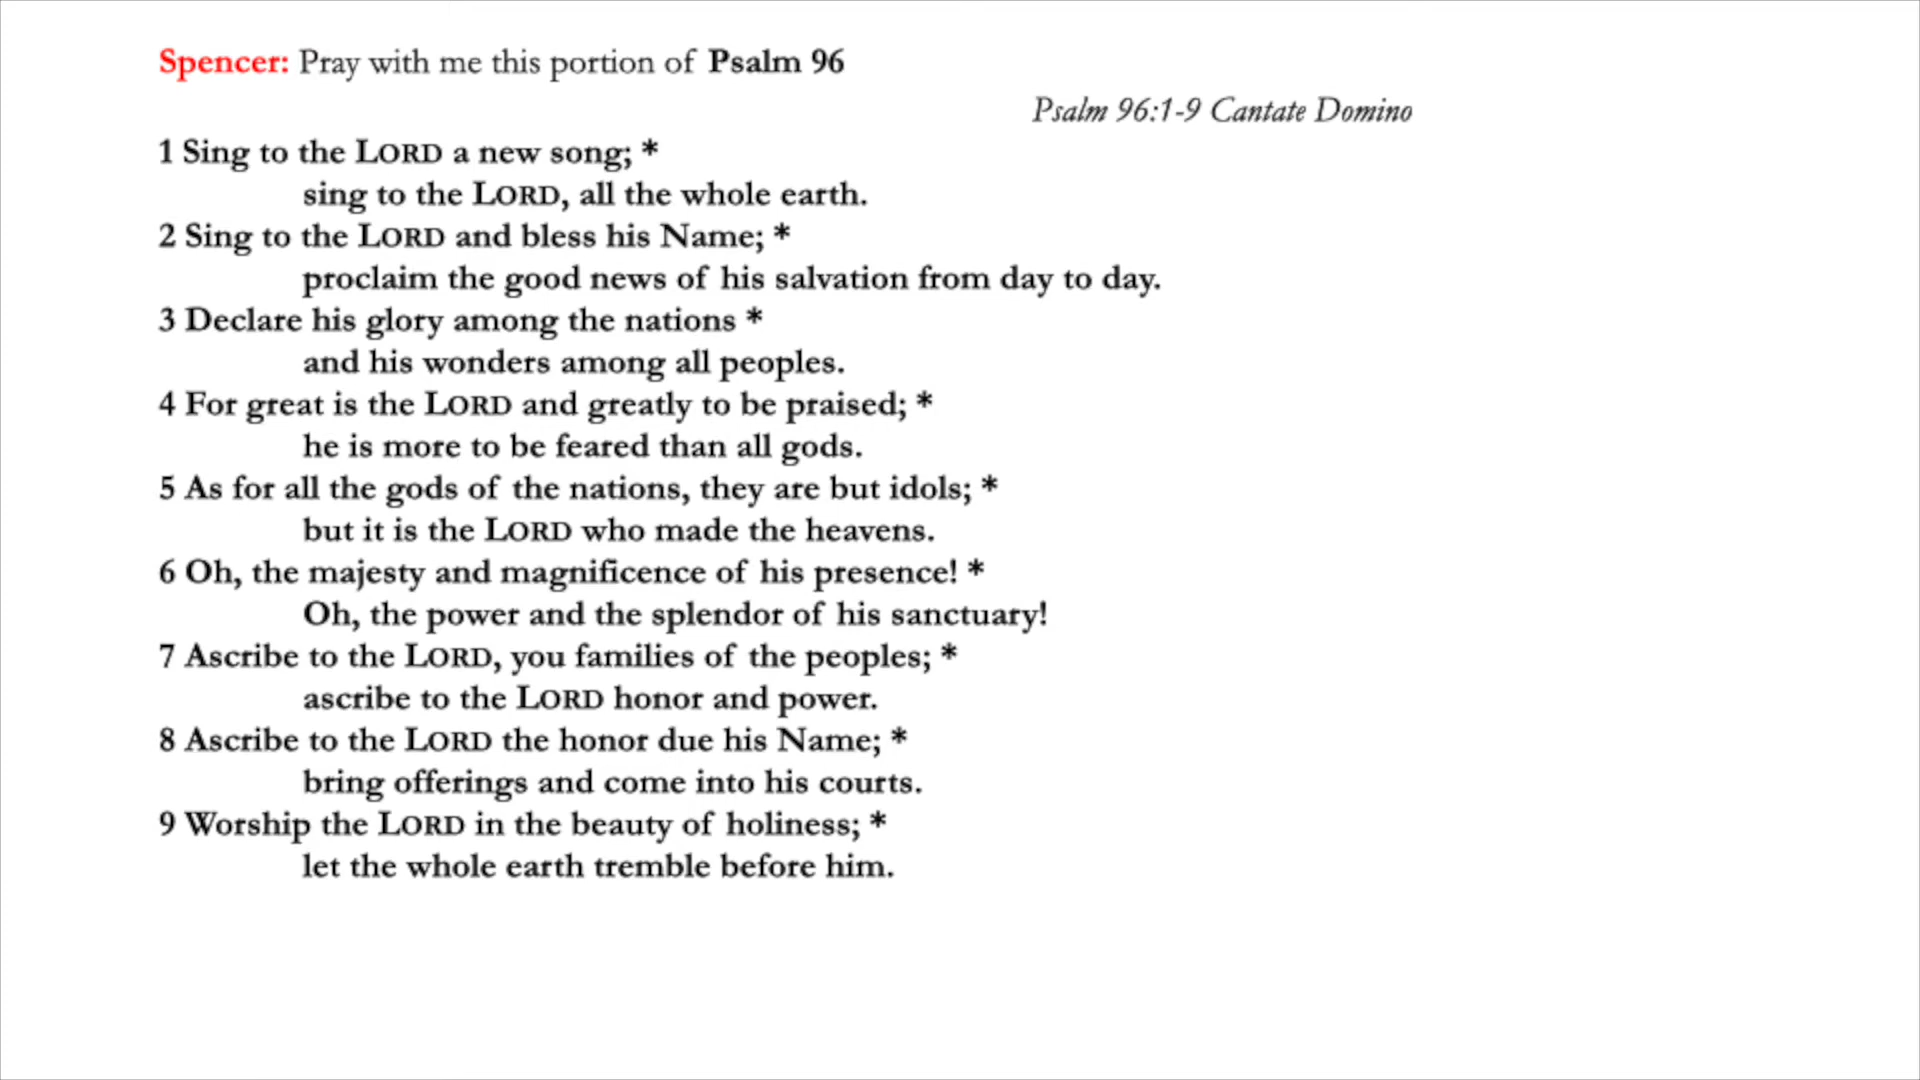 Spencer: Pray with me this portion of Psalm 96
Psalm 96:1-9 Cantate Domino
1 Sing to the LORD a new song; *
sing to the LORD, all the whole earth.
2 Sing to the LORD and bless his Name; *
proclaim the good news of his salvation from day to day.
3 Declare his glory among the nations *
and his wonders among all peoples.
4 For great is the LORD and greatly to be praised; *
he is more to be feared than all gods.
5 As for all the gods of the nations, they are but idols; *
but it is the LORD who made the heavens.
6 Oh, the majesty and magnificence of his presence! *
Oh, the power and the splendor of his sanctuary!
7 Ascribe to the LORD, you families of the peoples; *
ascribe to the LORD honor and power.
8 Ascribe to the LORD the honor due his Name; *
bring offerings and come into his courts.
9 Worship the LORD in the beauty of holiness; *
let the whole earth tremble before him.